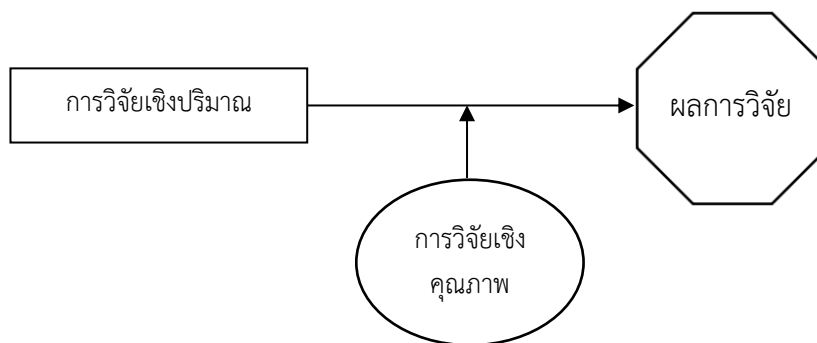 การวิจัยเชิงปริมาณ
ผลการวิจัย
การวิจัยเชิง
คุณภาพ